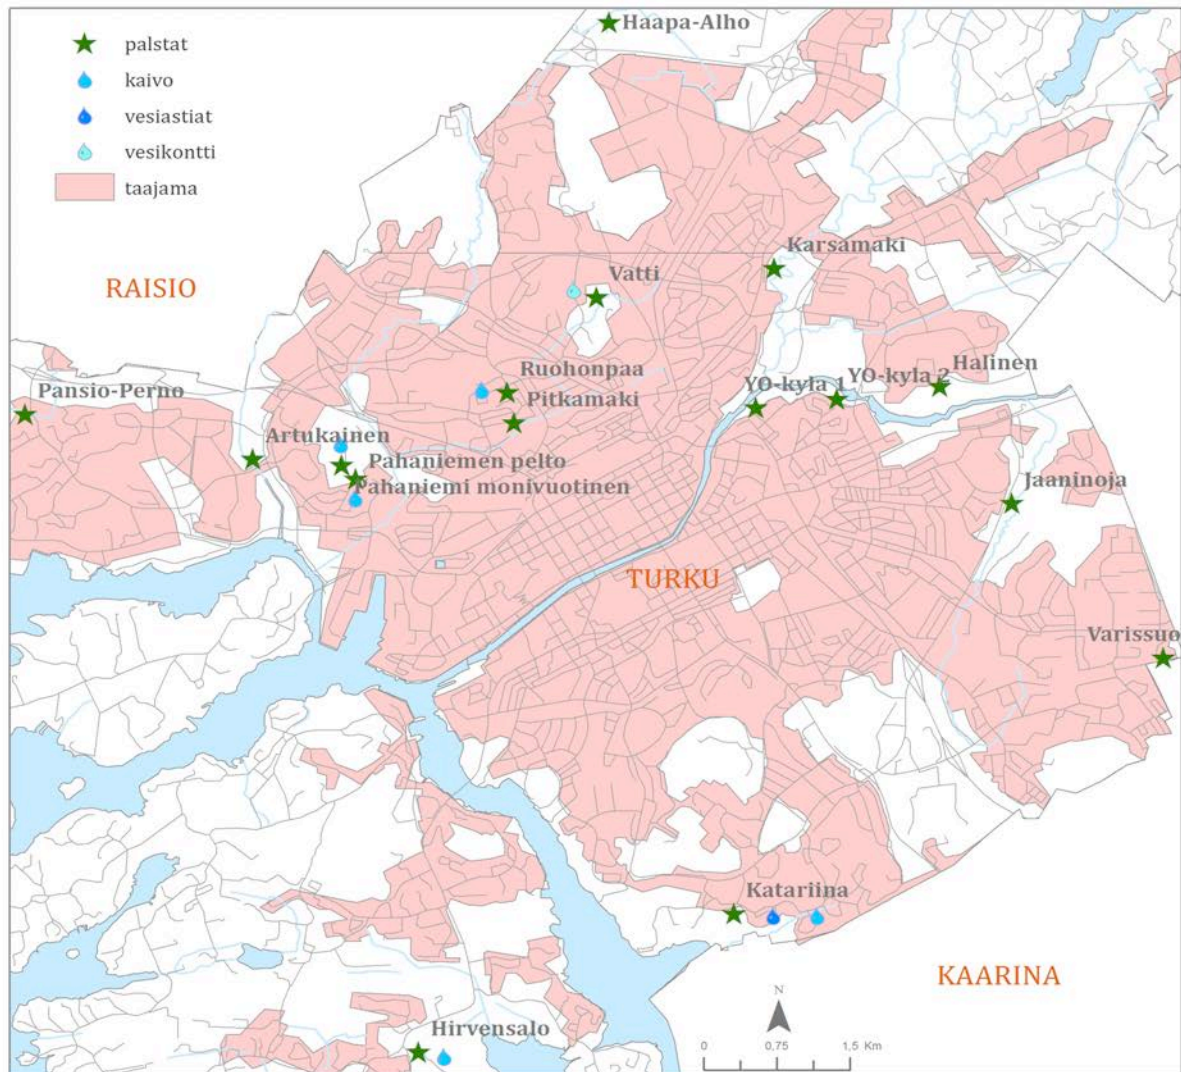 Haapa-Alho
palstat
kaivo
vesiastiat
vesikontti
taajama
Karsamaki
RAISIO
Vatti
Ruohonpaa
Halinen
YO-kyla 2
YO-kyla 1
Pansio-Perno
Pitkamaki
Artukainen
Pahaniemen pelto
Pahaniemi monivuotinen
Jaaninoja
TURKU
Varissuo
Katariina
KAARINA
N
Hirvensalo
0 0,75 1,5 Km